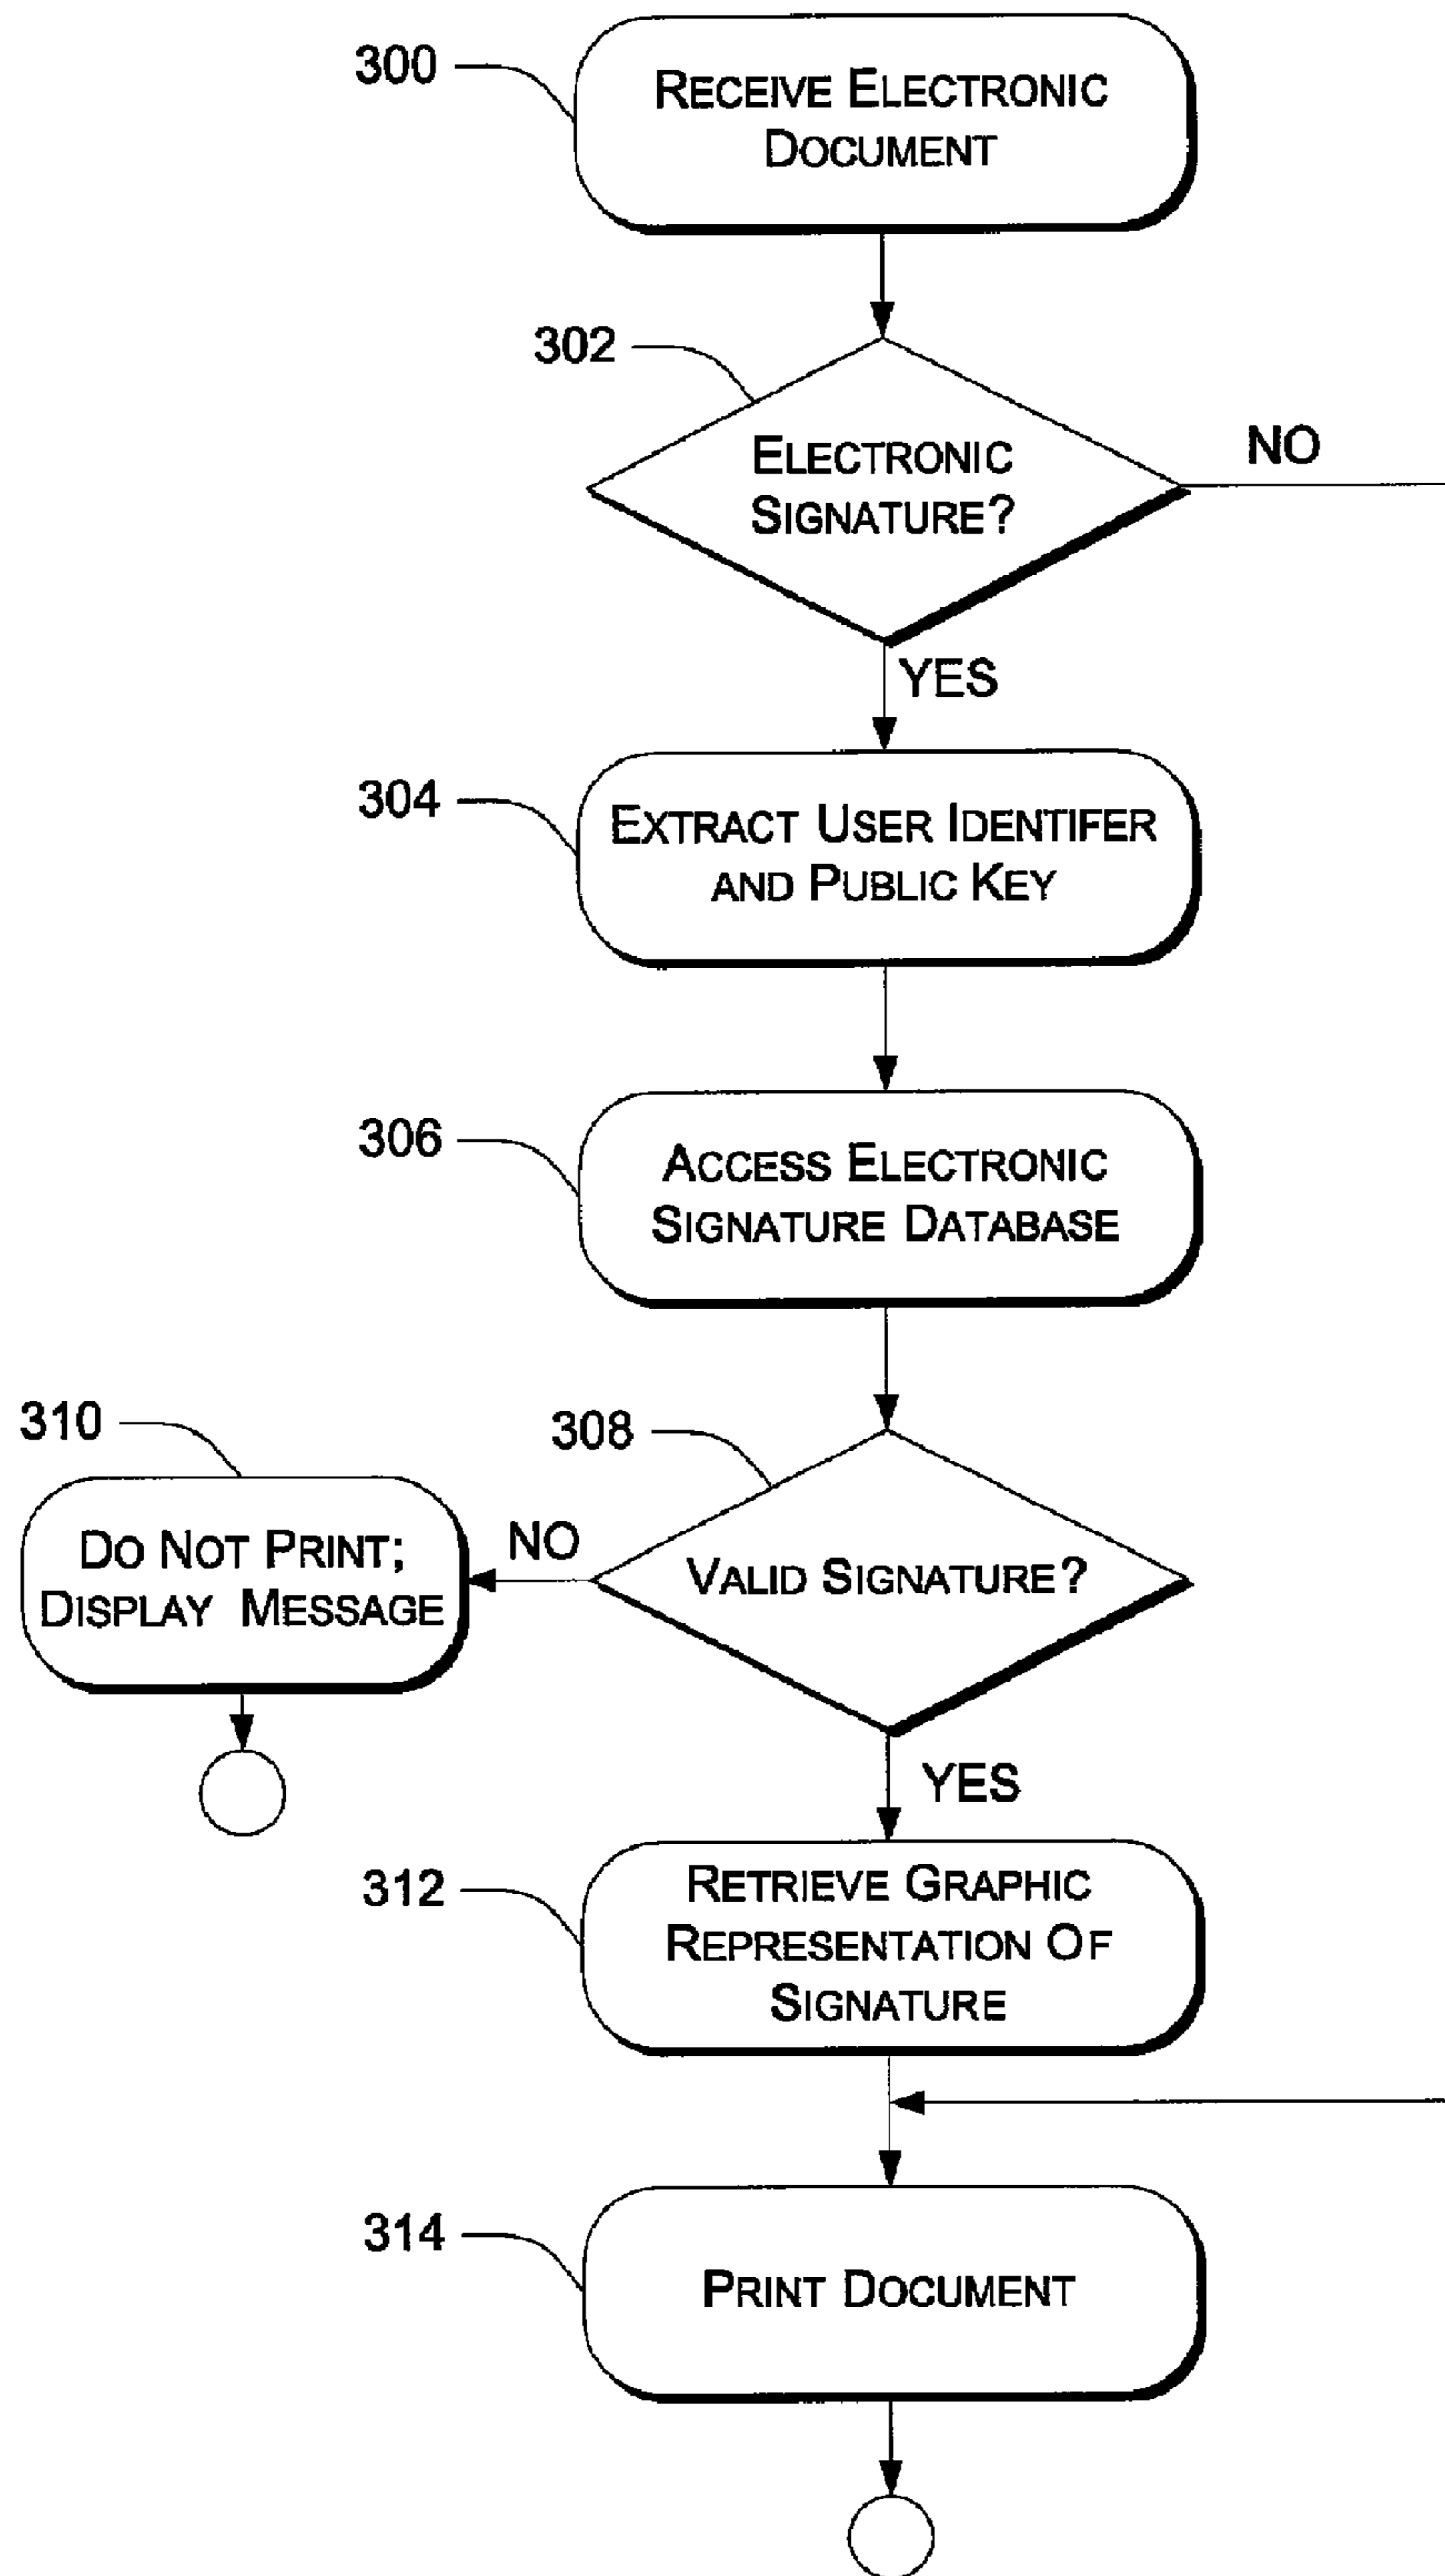 300
RECEIVE ELECTRONIC
DOCUMENT
302
ELECTRONIC
SIGNATURE?
NO
YES
304
EXTRACT USER IDENTIFER
AND PUBLIC KEY
306
ACCESS ELECTRONIC
SIGNATURE DATABASE
310
308
DO NOT PRINT;
DISPLAY MESSAGE
NO
VALID SIGNATURE?
YES
312
RETRIEVE GRAPHIC
REPRESENTATION OF
SIGNATURE
314
PRINT DOCUMENT